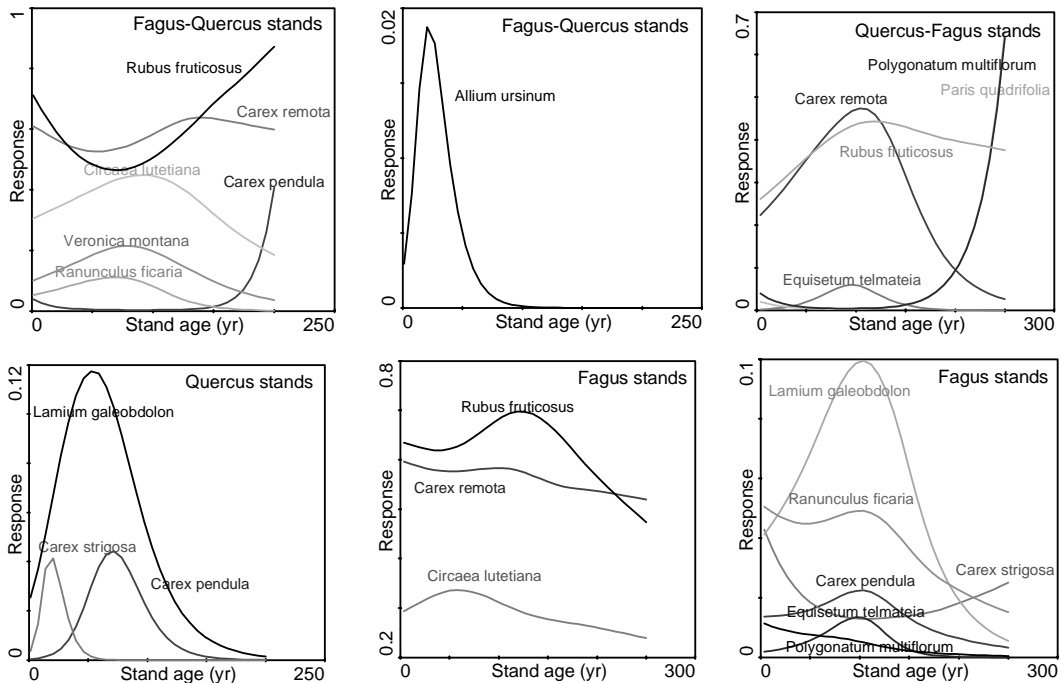 Fagus-Quercus stands
1
Rubus fruticosus
Carex remota
Circaea lutetiana
Carex pendula
Veronica montana
Ranunculus ficaria
Response
0
0
Stand age (yr)
250
Fagus-Quercus stands
0.02
Allium ursinum
Response
0
0
Stand age (yr)
250
Quercus-Fagus stands
0.7
Polygonatum multiflorum
Paris quadrifolia
Carex remota
Rubus fruticosus
Equisetum telmateia
Response
0
0
Stand age (yr)
300
Quercus stands
0.12
Lamium galeobdolon
Carex strigosa
Carex pendula
Response
0
0
Stand age (yr)
250
Fagus stands
0.8
Rubus fruticosus
Carex remota
Circaea lutetiana
Response
0.2
0
Stand age (yr)
300
Fagus stands
0.1
Lamium galeobdolon
Ranunculus ficaria
Carex strigosa
Carex pendula
Equisetum telmateia
Polygonatum multiflorum
Response
0
0
Stand age (yr)
300